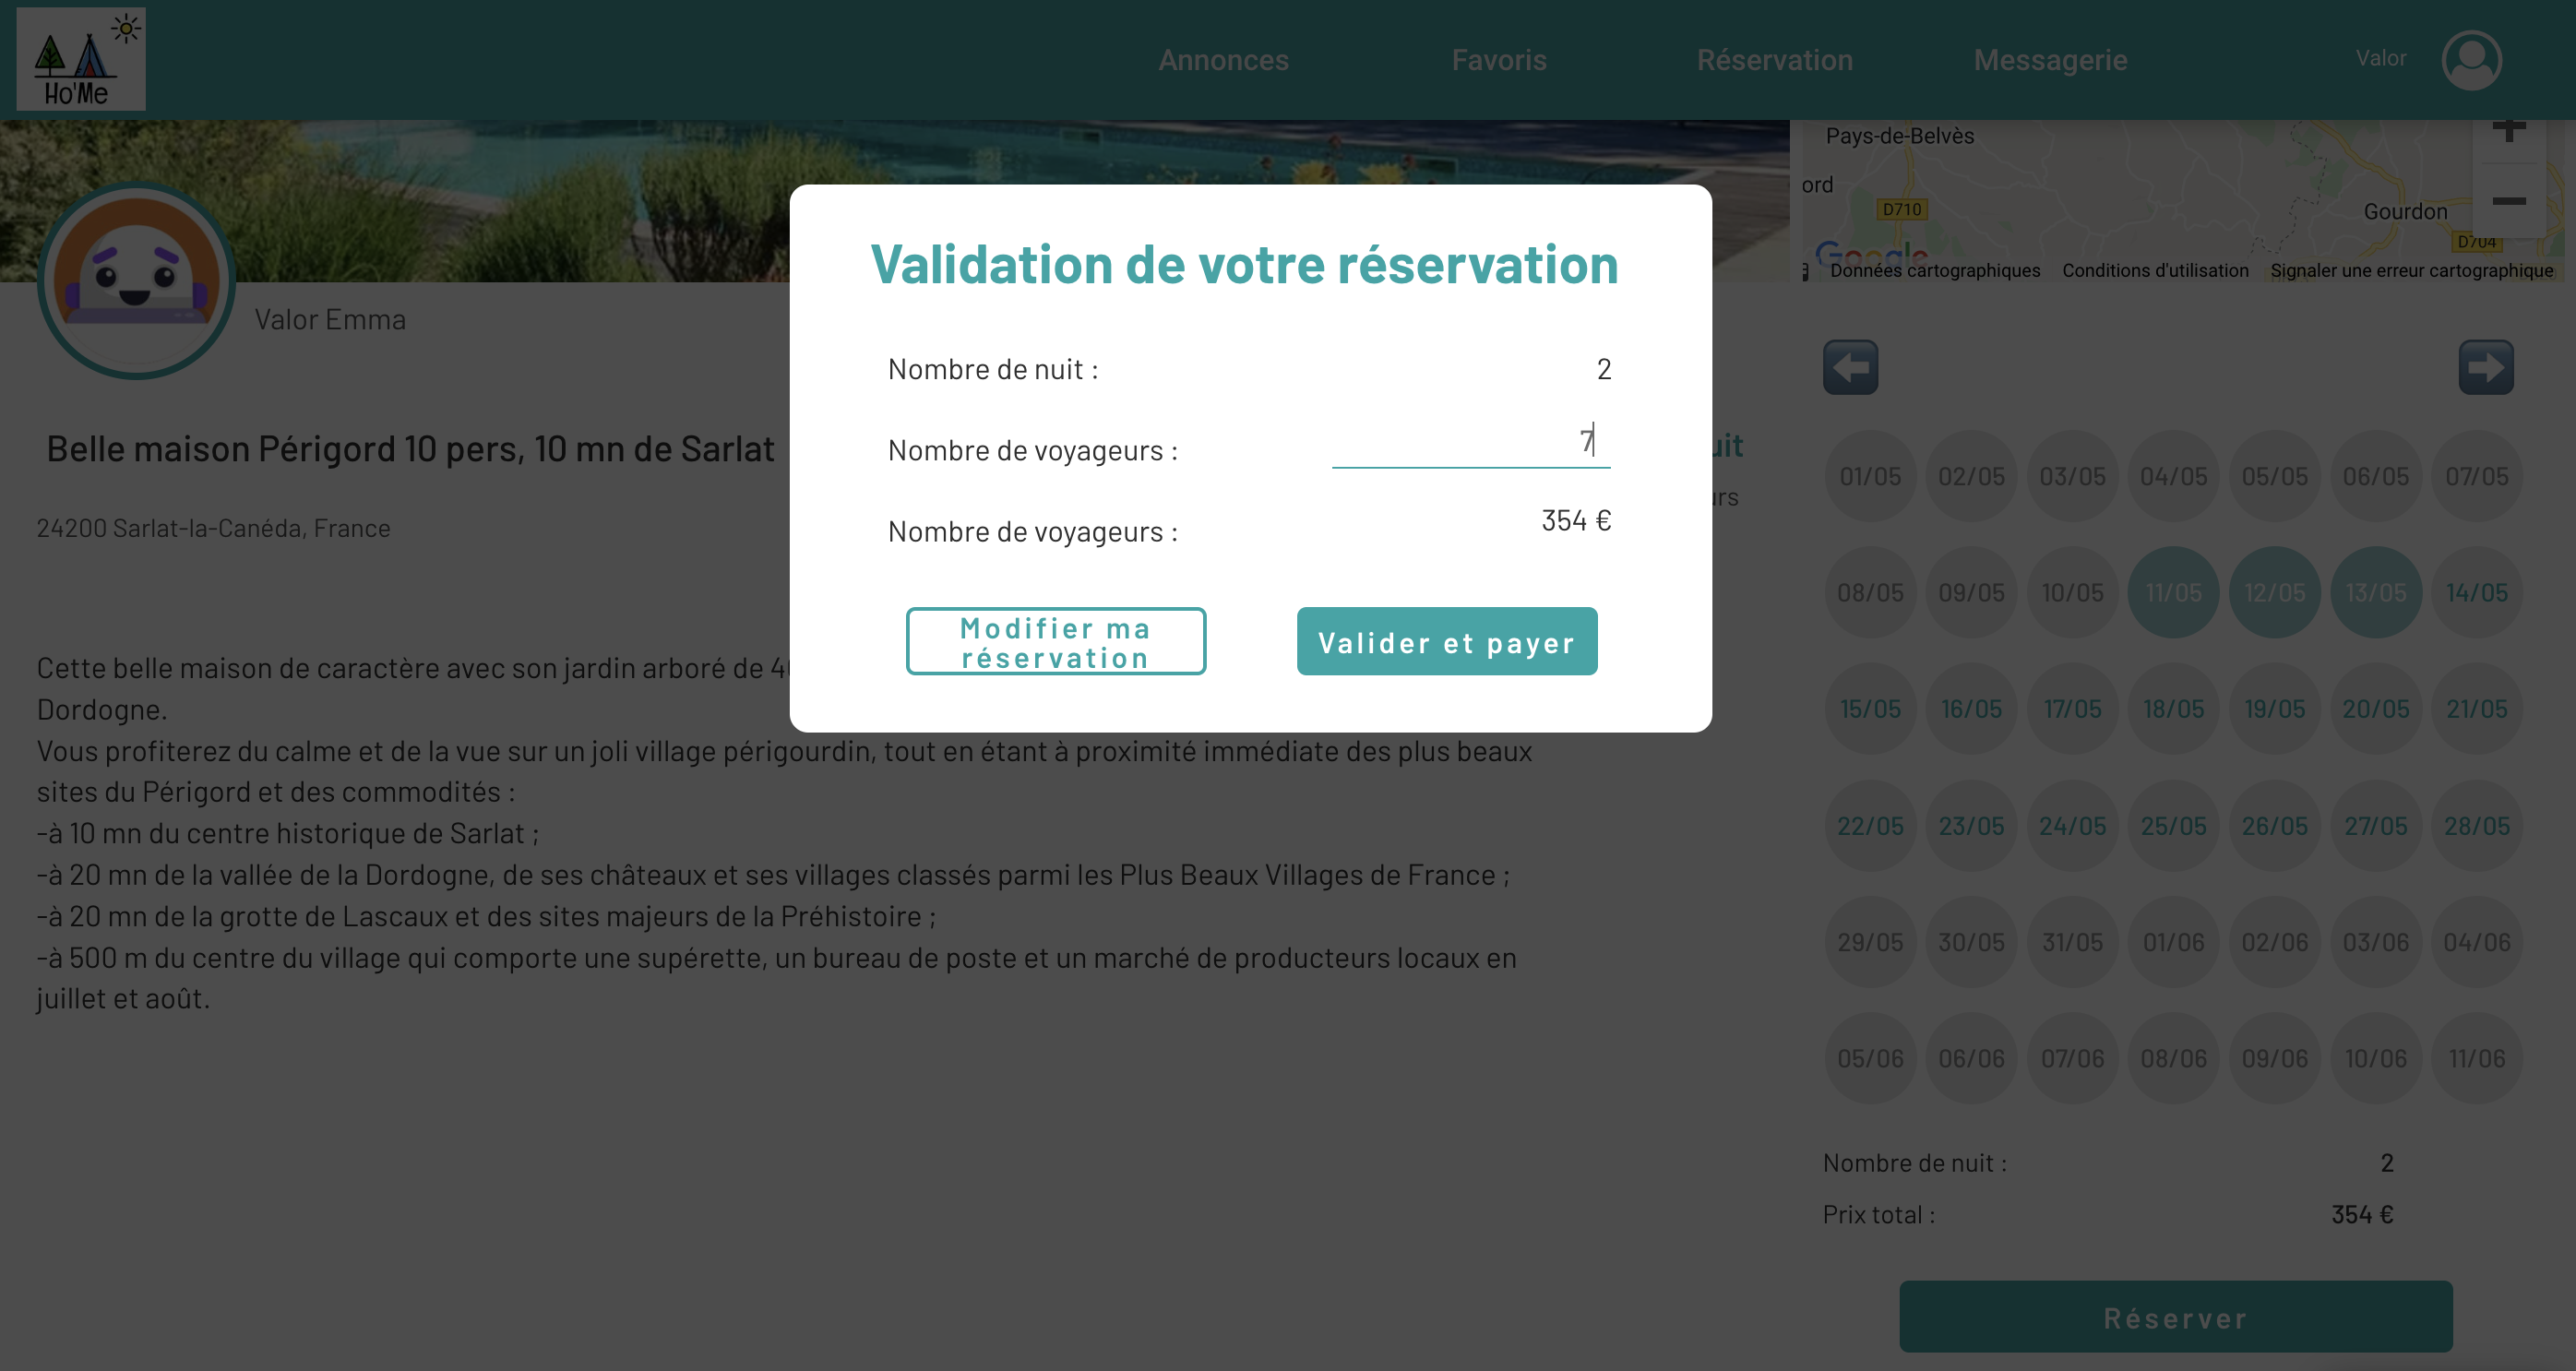 Ho'Me
Annonces
Favoris
Réservation
Messagerie
Valor
Pays-de-Belvès
ord
D710
Gourdon
D704
Google
Données cartographiques
Conditions d'utilisation
Signaler une erreur cartographique
Valor Emma
Validation de votre réservation
Nombre de nuit :
2
Nombre de voyageurs :
7
Nombre de voyageurs :
354 €
Modifier ma
réservation
Valider et payer
Belle maison Périgord 10 pers, 10 mn de Sarlat
24200 Sarlat-la-Canéda, France
uit
urs
Cette belle maison de caractère avec son jardin arboré de
Dordogne.
Vous profiterez du calme et de la vue sur un joli village périgourdin, tout en étant à proximité immédiate des plus beaux
sites du Périgord et des commodités :
-à 10 mn du centre historique de Sarlat ;
-à 20 mn de la vallée de la Dordogne, de ses châteaux et ses villages classés parmi les Plus Beaux Villages de France ;
-à 20 mn de la grotte de Lascaux et des sites majeurs de la Préhistoire ;
-à 500 m du centre du village qui comporte une supérette, un bureau de poste et un marché de producteurs locaux en
juillet et août.
01/05 02/05 03/05 04/05 05/05 06/05 07/05
08/05 09/05 10/05 11/05 12/05 13/05 14/05
15/05 16/05 17/05 18/05 19/05 20/05 21/05
22/05 23/05 24/05 25/05 26/05 27/05 28/05
29/05 30/05 31/05 01/06 02/06 03/06 04/06
05/06 06/06 07/06 08/06 09/06 10/06 11/06
Nombre de nuit :
2
Prix total :
354 €
Réserver